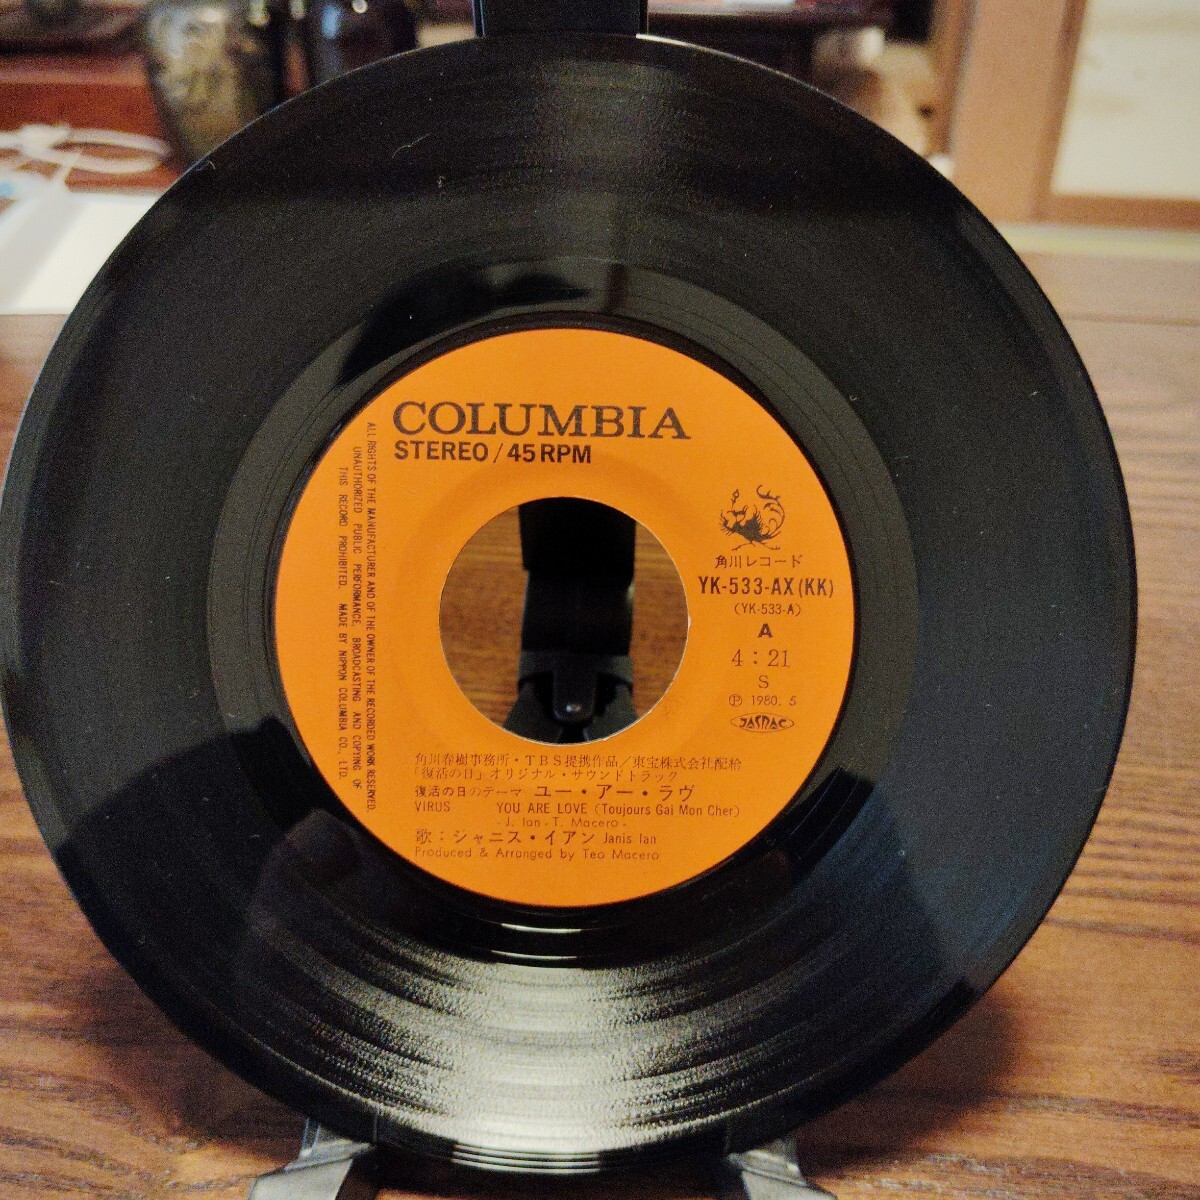 COLUMBIA
STEREO/45RPM
角川レコード
YK-533-AX(KK)
(YK-533-A)
A
4:21
S
Ⓟ 1980. 5
JASRAC
ALL RIGHTS OF THE MANUFACTURER AND OF THE OWNER OF THE RECORDED WORK RESERVED.
UNAUTHORIZED PUBLIC PERFORMANCE, BROADCASTING AND COPYING OF
THIS RECORD PROHIBITED. MADE BY NIPPON COLUMBIA CO., LTD.
角川春樹事務所・TBS提携作品/東宝株式会社配給
「復活の日」オリジナル・サウンドトラック
復活の日のテーマ ユー・アー・ラヴ
VIRUS YOU ARE LOVE (Toujours Gai Mon Cher)
- J. Ian - T. Macero -
歌:ジャニス・イアン Janis Ian
Produced & Arranged by Teo Macero